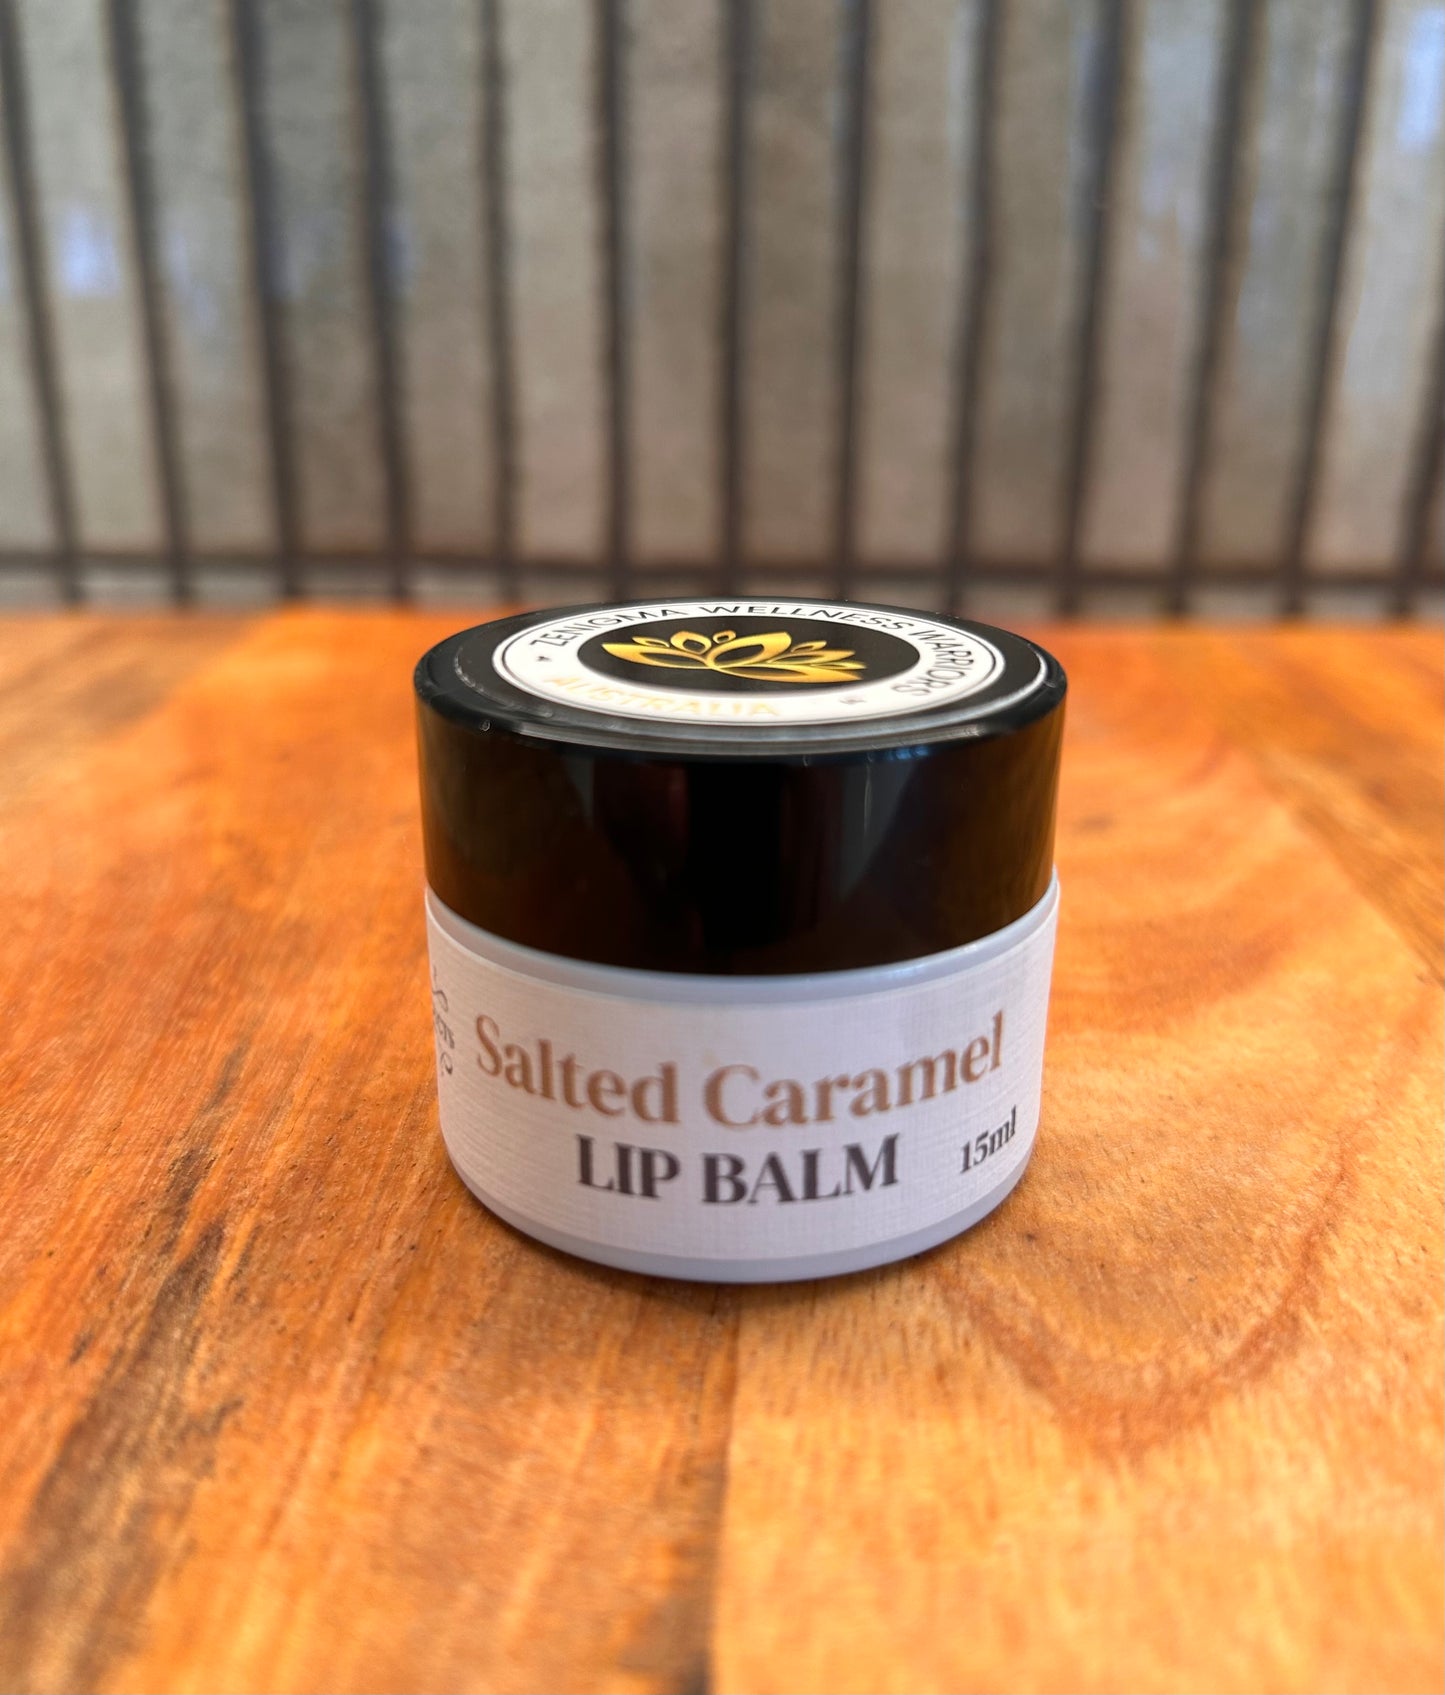 ZENIGMA WELLNESS WARRIORS
AUSTRALIA
Salted Caramel
LIP BALM
15ml